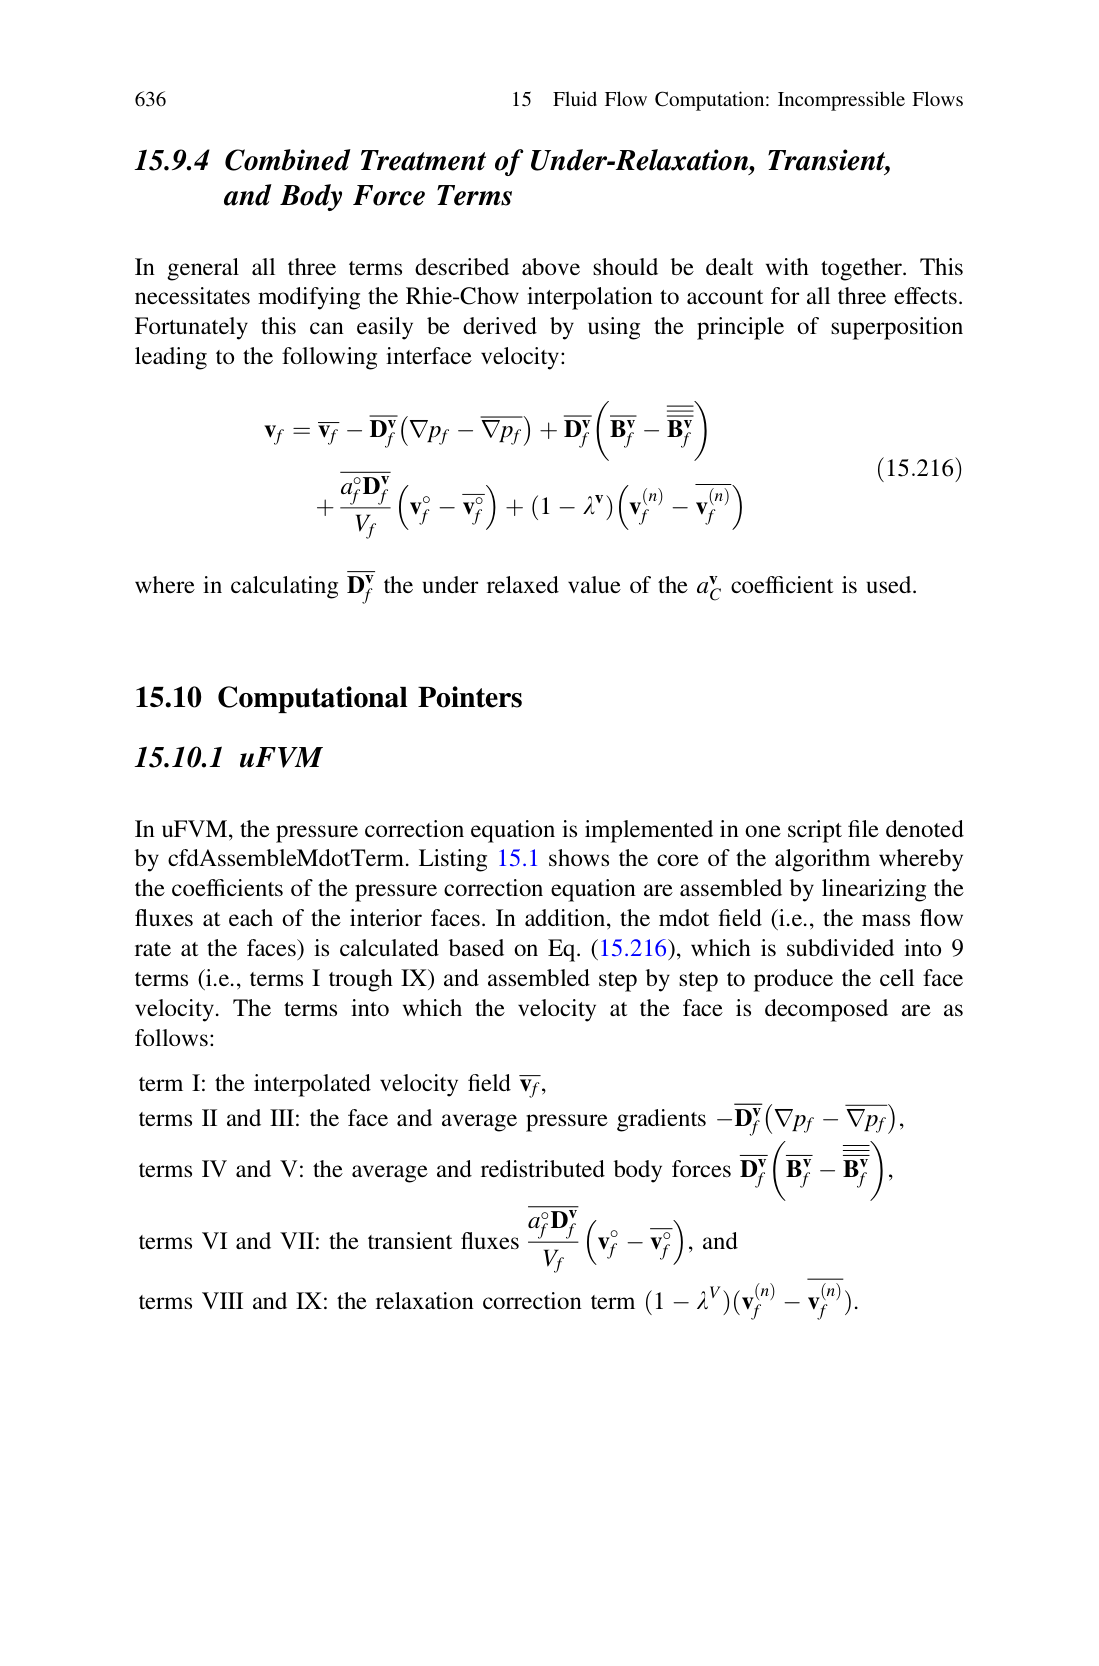 636 15 Fluid Flow Computation: Incompressible Flows
15.9.4 Combined Treatment of Under-Relaxation, Transient,
and Body Force Terms
In general all three terms described above should be dealt with together. This
necessitates modifying the Rhie-Chow interpolation to account for all three effects.
Fortunately this can easily be derived by using the principle of superposition
leading to the following interface velocity:
$\mathbf{v}_f = \overline{\mathbf{v}_f} - \overline{\mathbf{D}_f^{\mathbf{v}}}\left(\nabla p_f - \overline{\nabla p_f}\right) + \overline{\mathbf{D}_f^{\mathbf{v}}}\left(\overline{\mathbf{B}_f^{\mathbf{v}}} - \overline{\overline{\overline{\mathbf{B}_f^{\mathbf{v}}}}}\right)$
$+ \frac{\overline{a_f^{\circ}\mathbf{D}_f^{\mathbf{v}}}}{V_f}\left(\mathbf{v}_f^{\circ} - \overline{\mathbf{v}_f^{\circ}}\right) + (1 - \lambda^{\mathbf{v}})\left(\mathbf{v}_f^{(n)} - \overline{\mathbf{v}_f^{(n)}}\right)$ (15.216)
where in calculating $\overline{\mathbf{D}_f^{\mathbf{v}}}$ the under relaxed value of the $a_C^{\mathbf{v}}$ coefficient is used.
15.10 Computational Pointers
15.10.1 uFVM
In uFVM, the pressure correction equation is implemented in one script file denoted
by cfdAssembleMdotTerm. Listing 15.1 shows the core of the algorithm whereby
the coefficients of the pressure correction equation are assembled by linearizing the
fluxes at each of the interior faces. In addition, the mdot field (i.e., the mass flow
rate at the faces) is calculated based on Eq. (15.216), which is subdivided into 9
terms (i.e., terms I trough IX) and assembled step by step to produce the cell face
velocity. The terms into which the velocity at the face is decomposed are as
follows:
term I: the interpolated velocity field $\overline{\mathbf{v}_f}$,
terms II and III: the face and average pressure gradients $-\overline{\mathbf{D}_f^{\mathbf{v}}}\left(\nabla p_f - \overline{\nabla p_f}\right)$,
terms IV and V: the average and redistributed body forces $\overline{\mathbf{D}_f^{\mathbf{v}}}\left(\overline{\mathbf{B}_f^{\mathbf{v}}} - \overline{\overline{\overline{\mathbf{B}_f^{\mathbf{v}}}}}\right)$,
terms VI and VII: the transient fluxes $\frac{\overline{a_f^{\circ}\mathbf{D}_f^{\mathbf{v}}}}{V_f}\left(\mathbf{v}_f^{\circ} - \overline{\mathbf{v}_f^{\circ}}\right)$, and
terms VIII and IX: the relaxation correction term $(1 - \lambda^{V})(\mathbf{v}_f^{(n)} - \overline{\mathbf{v}_f^{(n)}})$.